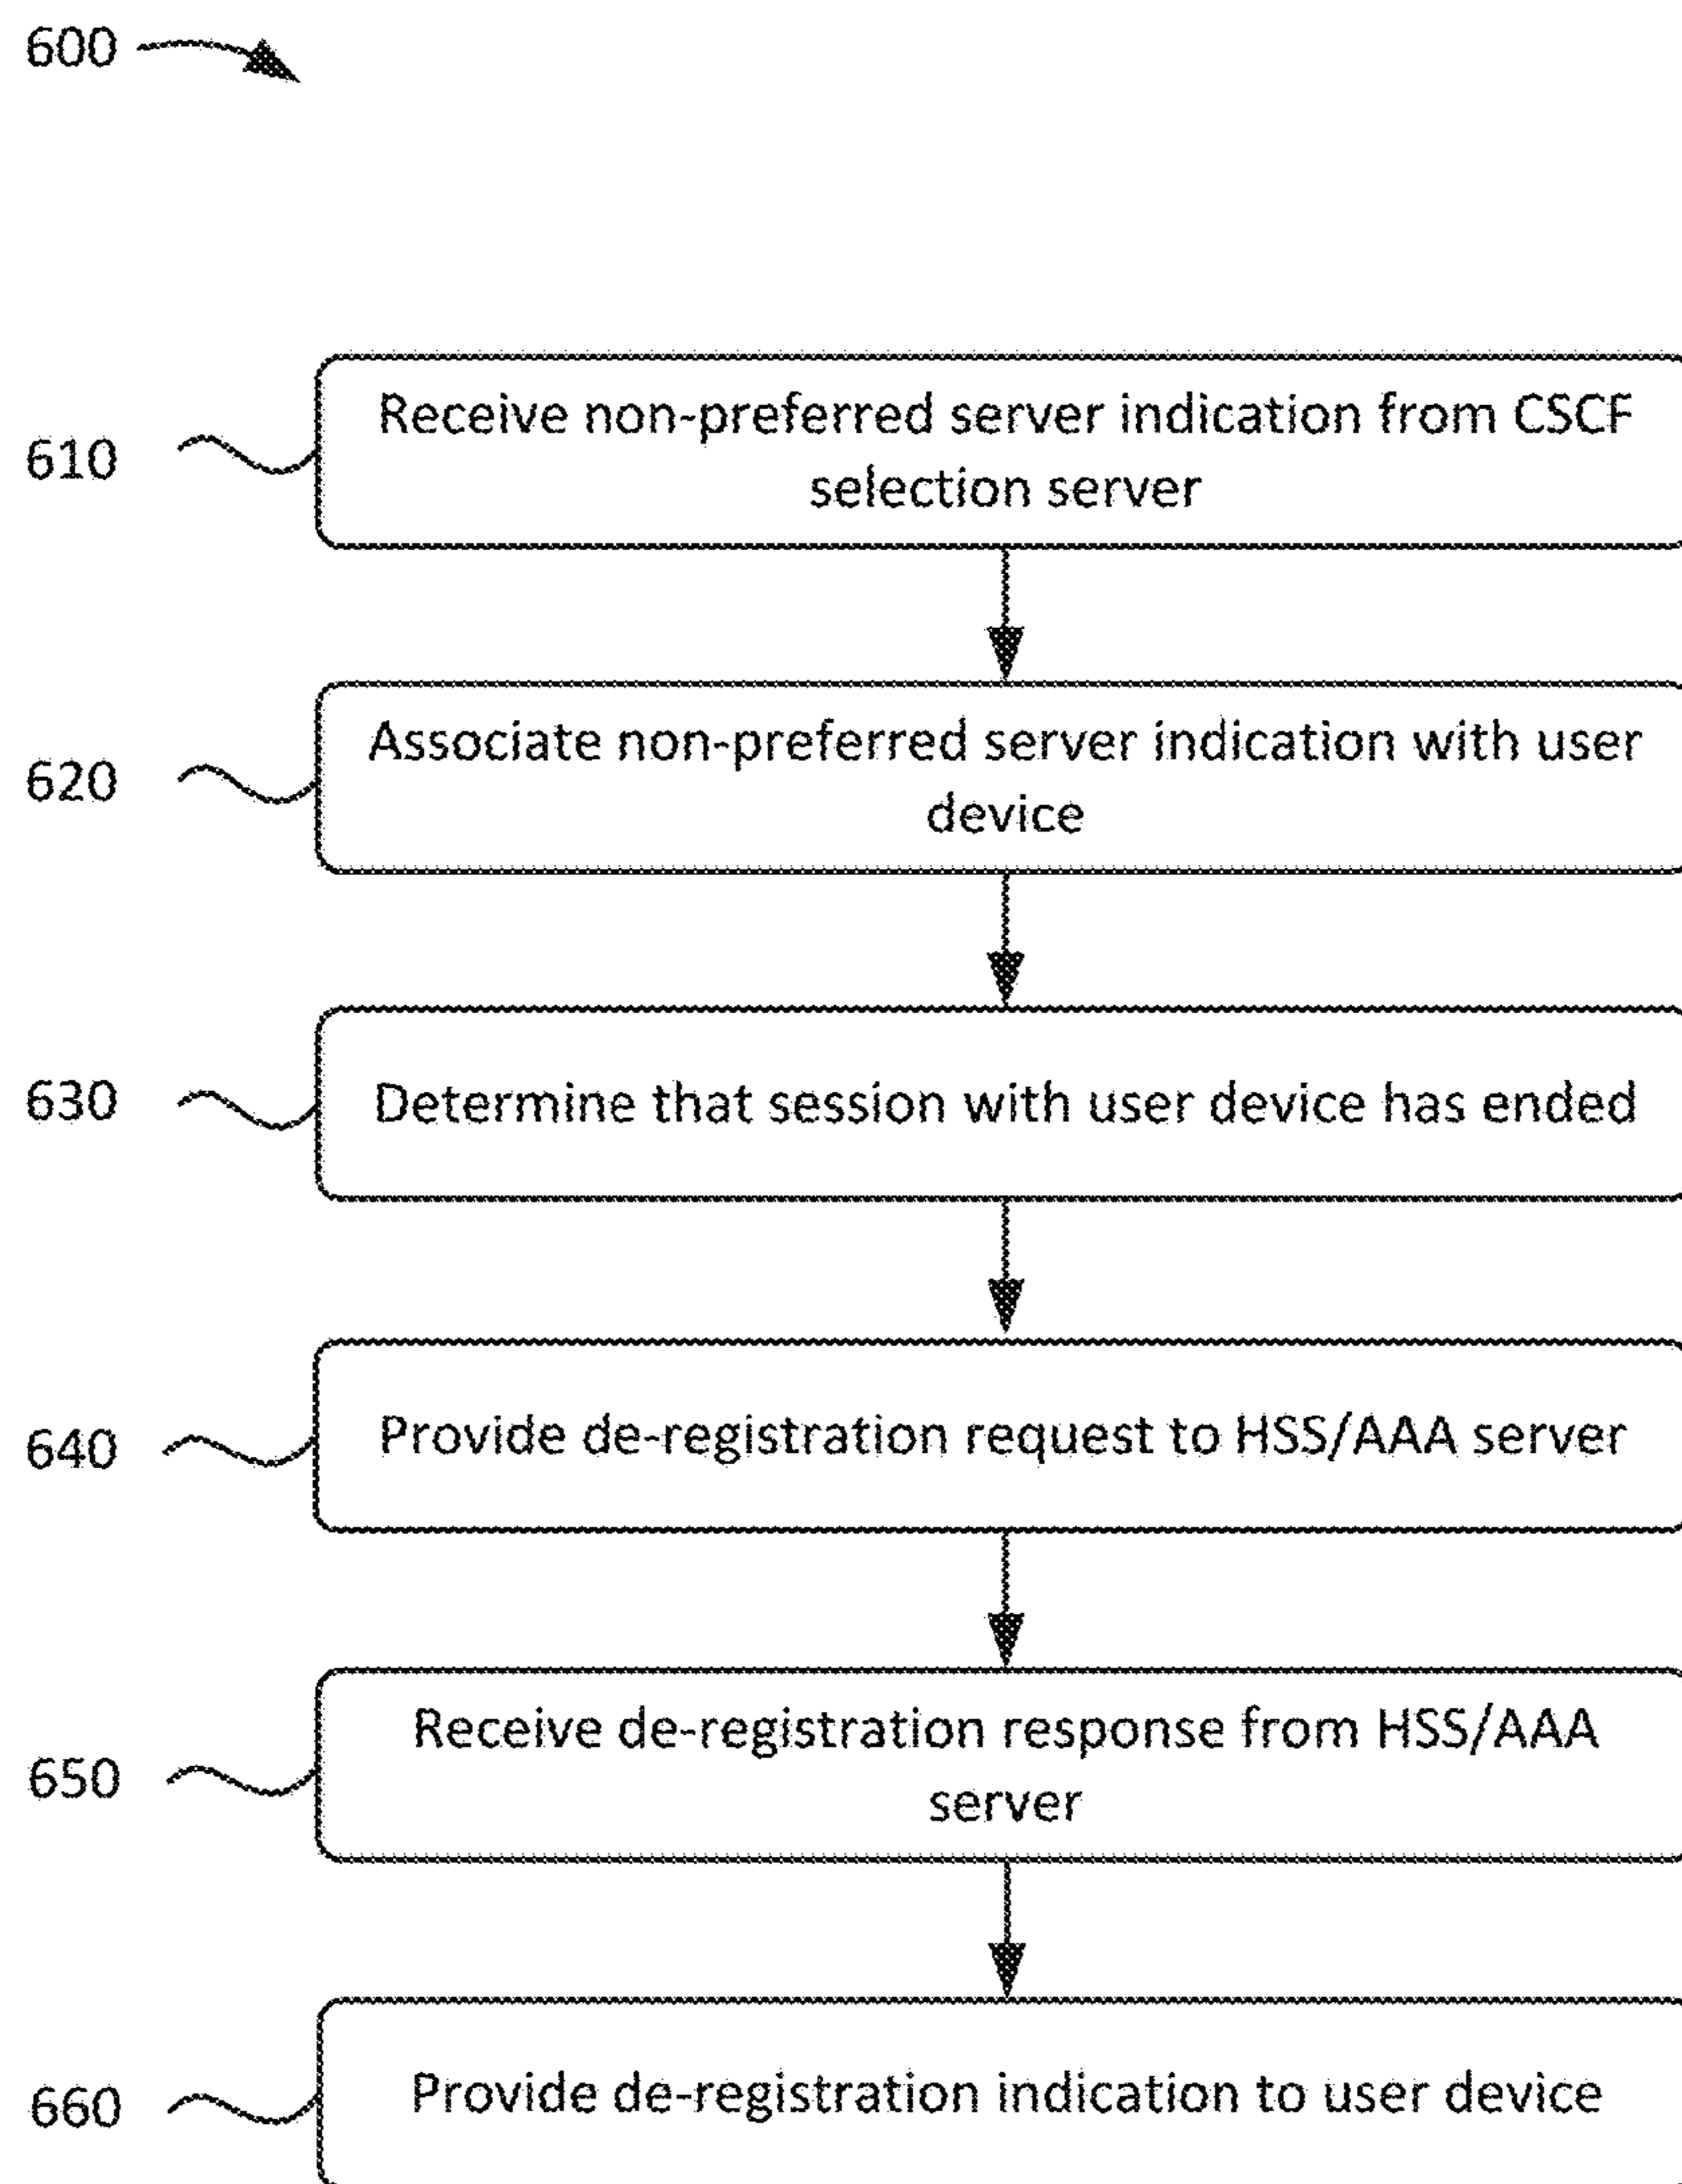 600
610
Receive non-preferred server indication from CSCF
selection server
620
Associate non-preferred server indication with user
device
630
Determine that session with user device has ended
640
Provide de-registration request to HSS/AAA server
650
Receive de-registration response from HSS/AAA
server
660
Provide de-registration indication to user device